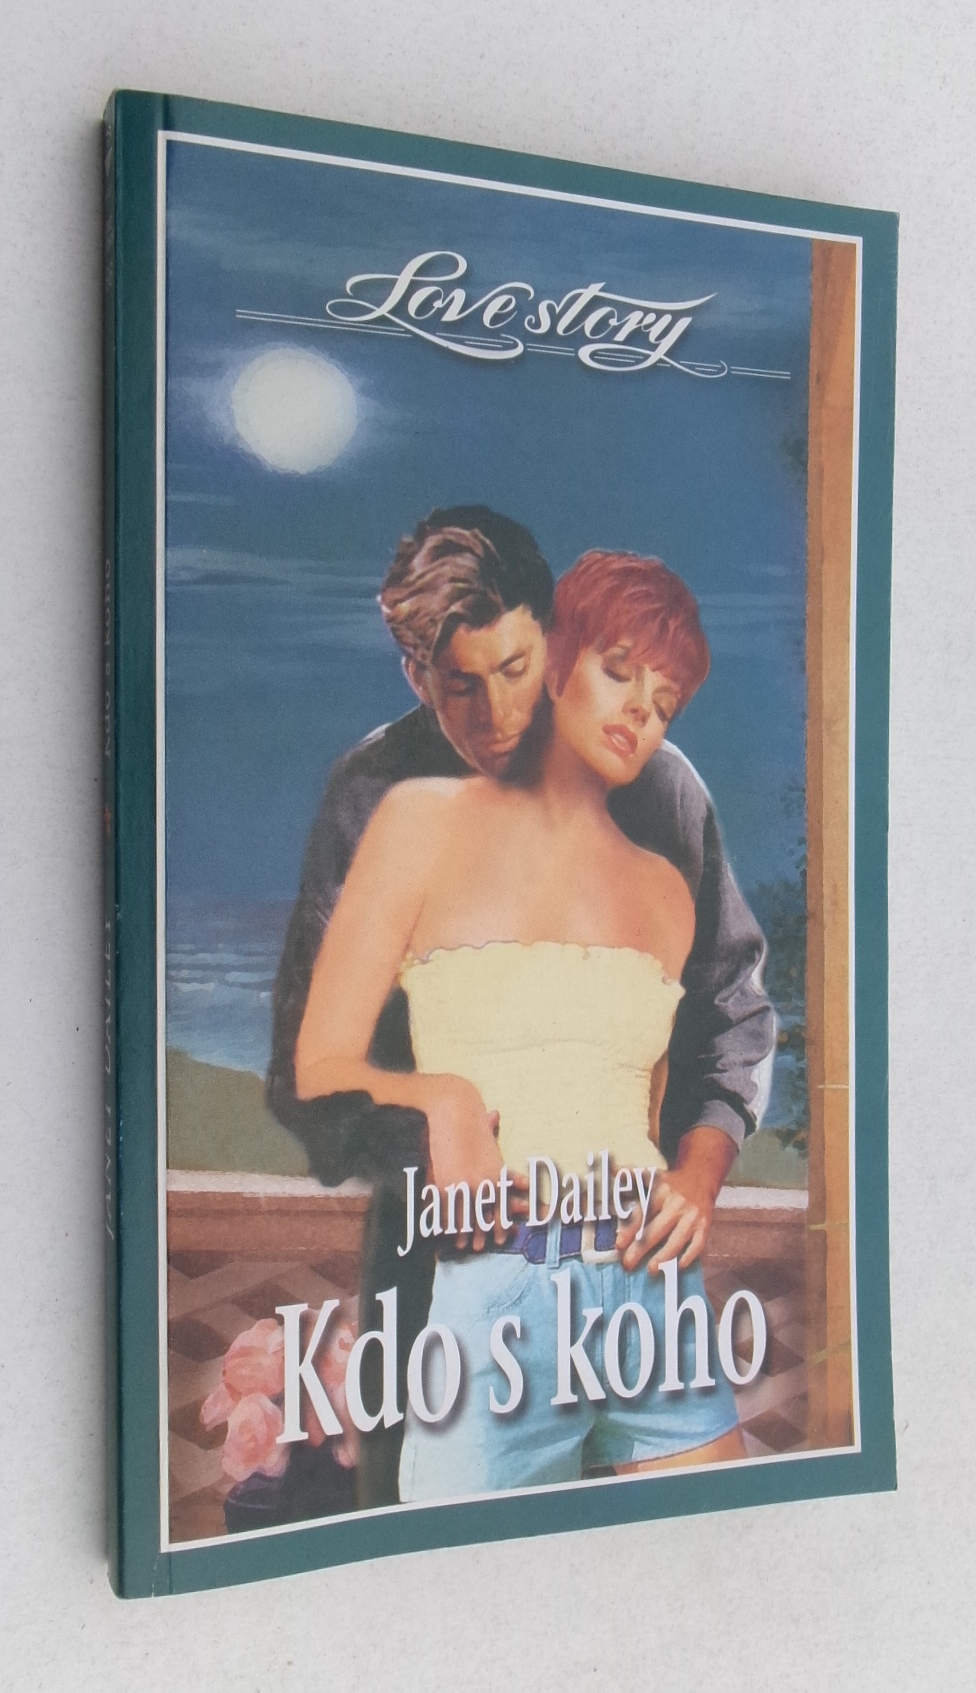 Love story
Janet Dailey
Kdo s koho
JANET DAILEY KDO S KOHO